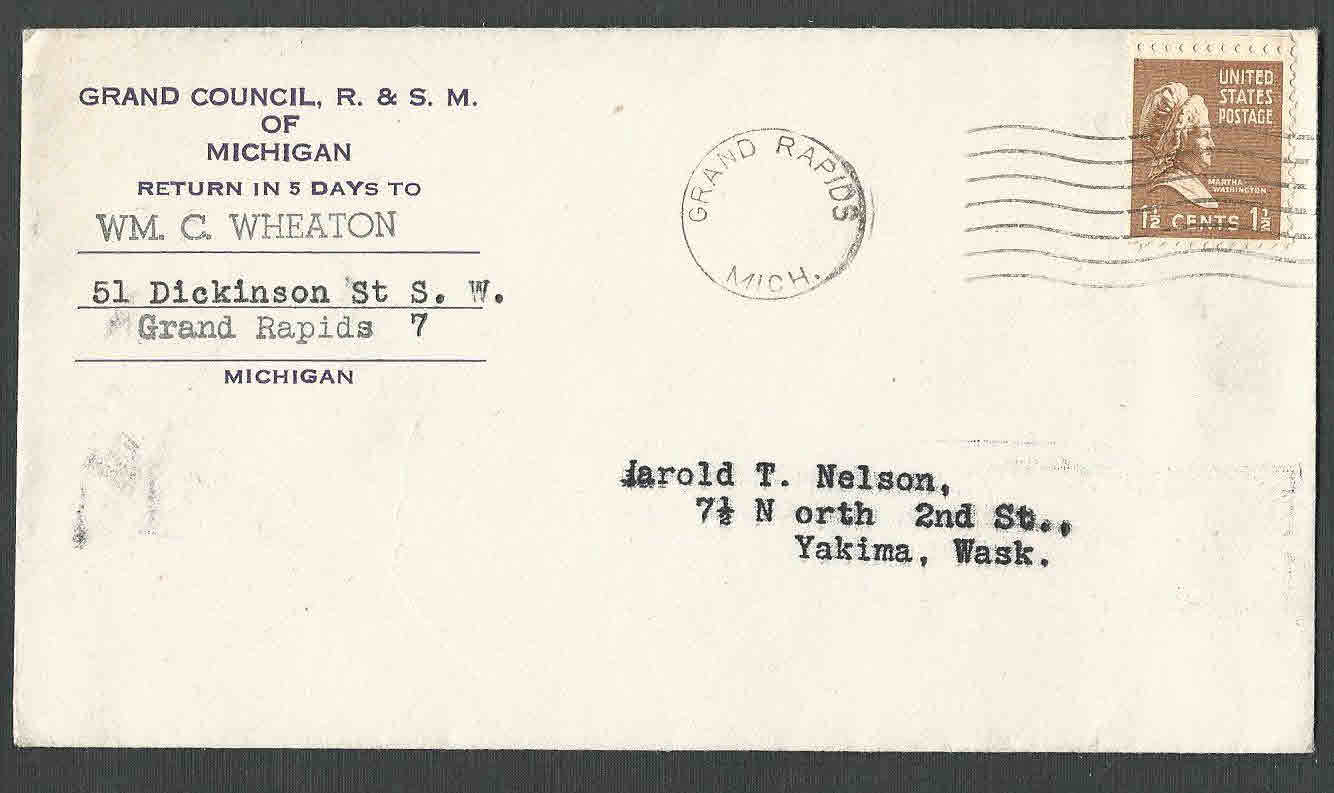 GRAND COUNCIL, R. & S. M.
OF
MICHIGAN
RETURN IN 5 DAYS TO
WM. C. WHEATON
51 Dickinson St S. W.
Grand Rapids 7
MICHIGAN
GRAND RAPIDS
MICH.
UNITED
STATES
POSTAGE
MARTHA
WASHINGTON
1½ CENTS 1½
Harold T. Nelson,
7½ N orth 2nd St.,
Yakima, Wask.